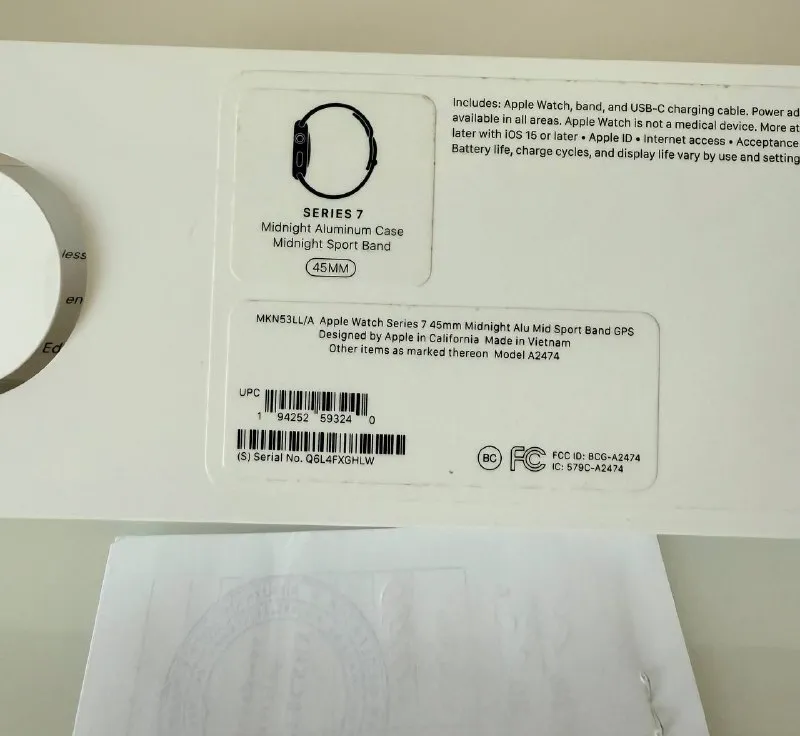 Includes: Apple Watch, band, and USB-C charging cable. Power ad
available in all areas. Apple Watch is not a medical device. More at
later with iOS 15 or later • Apple ID • Internet access • Acceptance
Battery life, charge cycles, and display life vary by use and setting
SERIES 7
Midnight Aluminum Case
Midnight Sport Band
45MM
less
en
Ed
MKN53LL/A Apple Watch Series 7 45mm Midnight Alu Mid Sport Band GPS
Designed by Apple in California Made in Vietnam
Other items as marked thereon Model A2474
UPC
1 94252 59324 0
(S) Serial No. Q6L4FXGHLW
BC FC FCC ID: BCG-A2474
IC: 579C-A2474